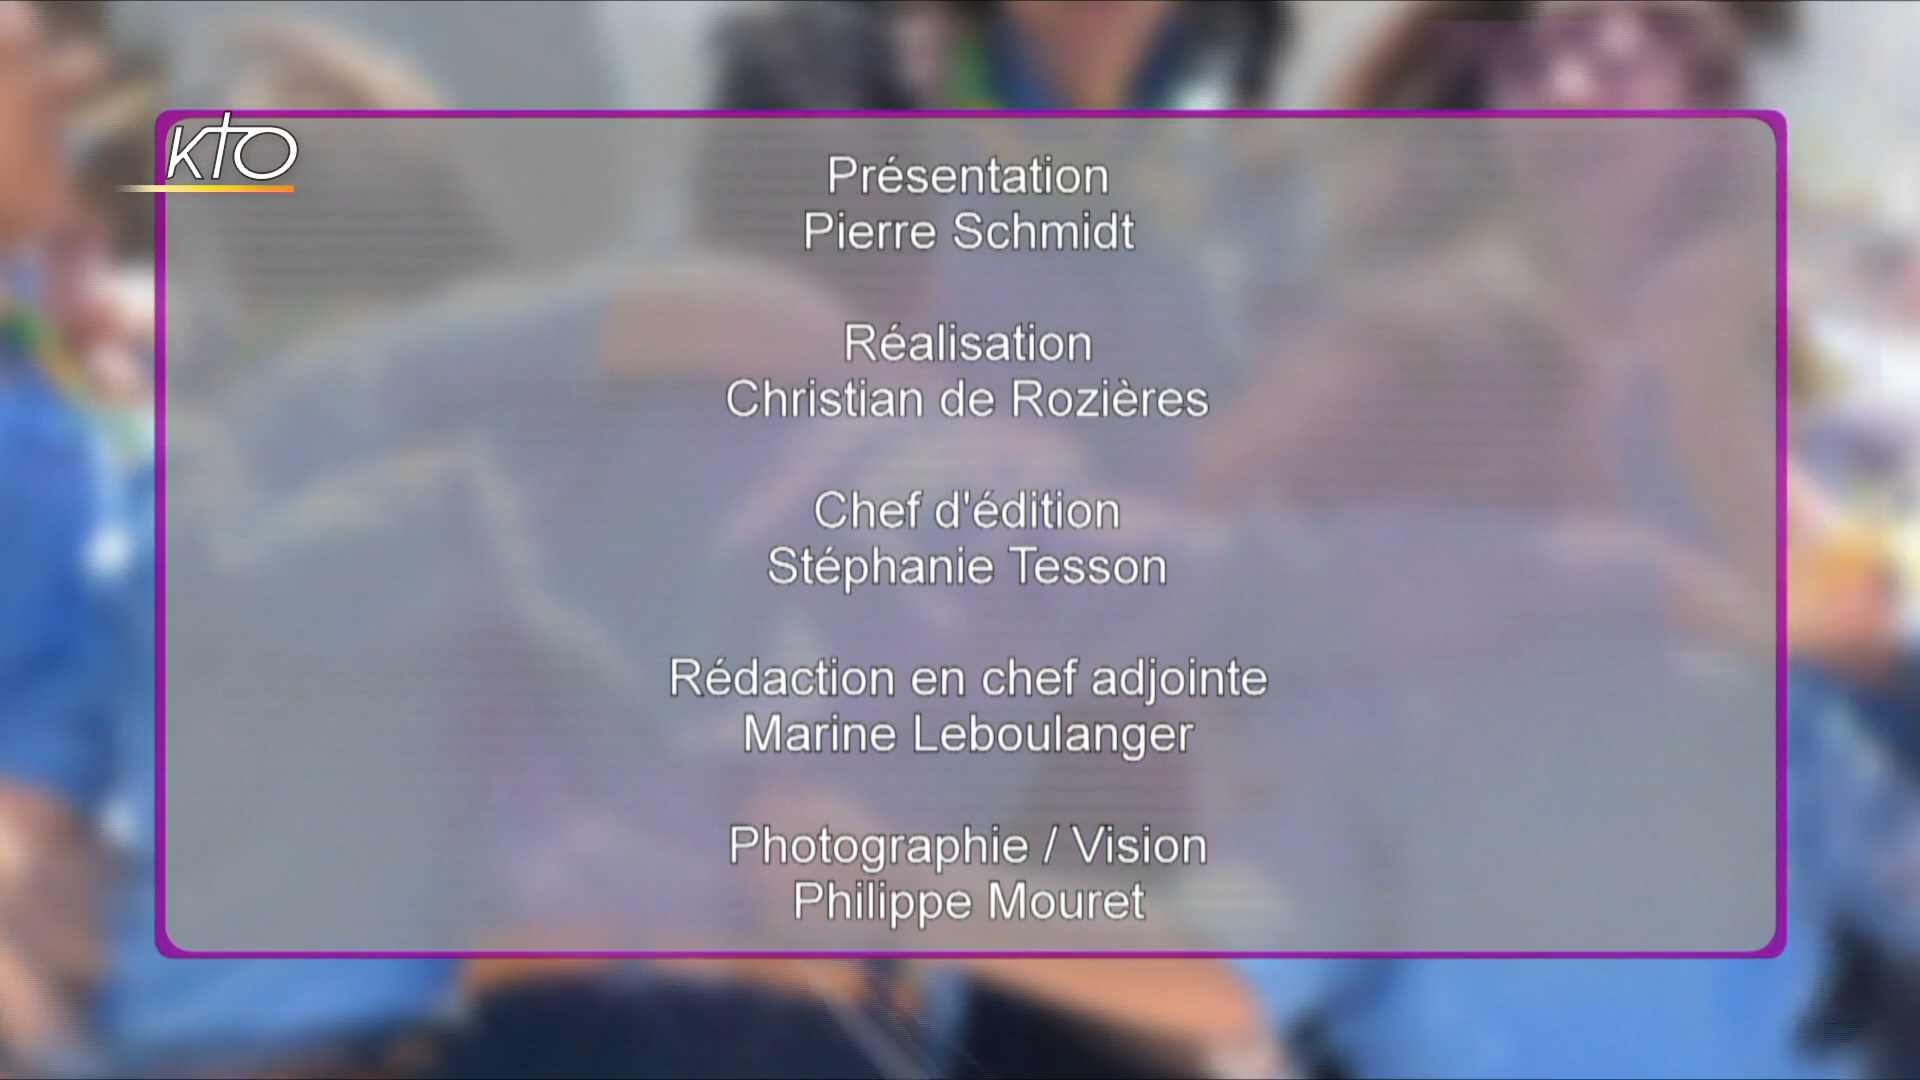 KTO
Présentation
Pierre Schmidt
Réalisation
Christian de Rozières
Chef d'édition
Stéphanie Tesson
Rédaction en chef adjointe
Marine Leboulanger
Photographie / Vision
Philippe Mouret